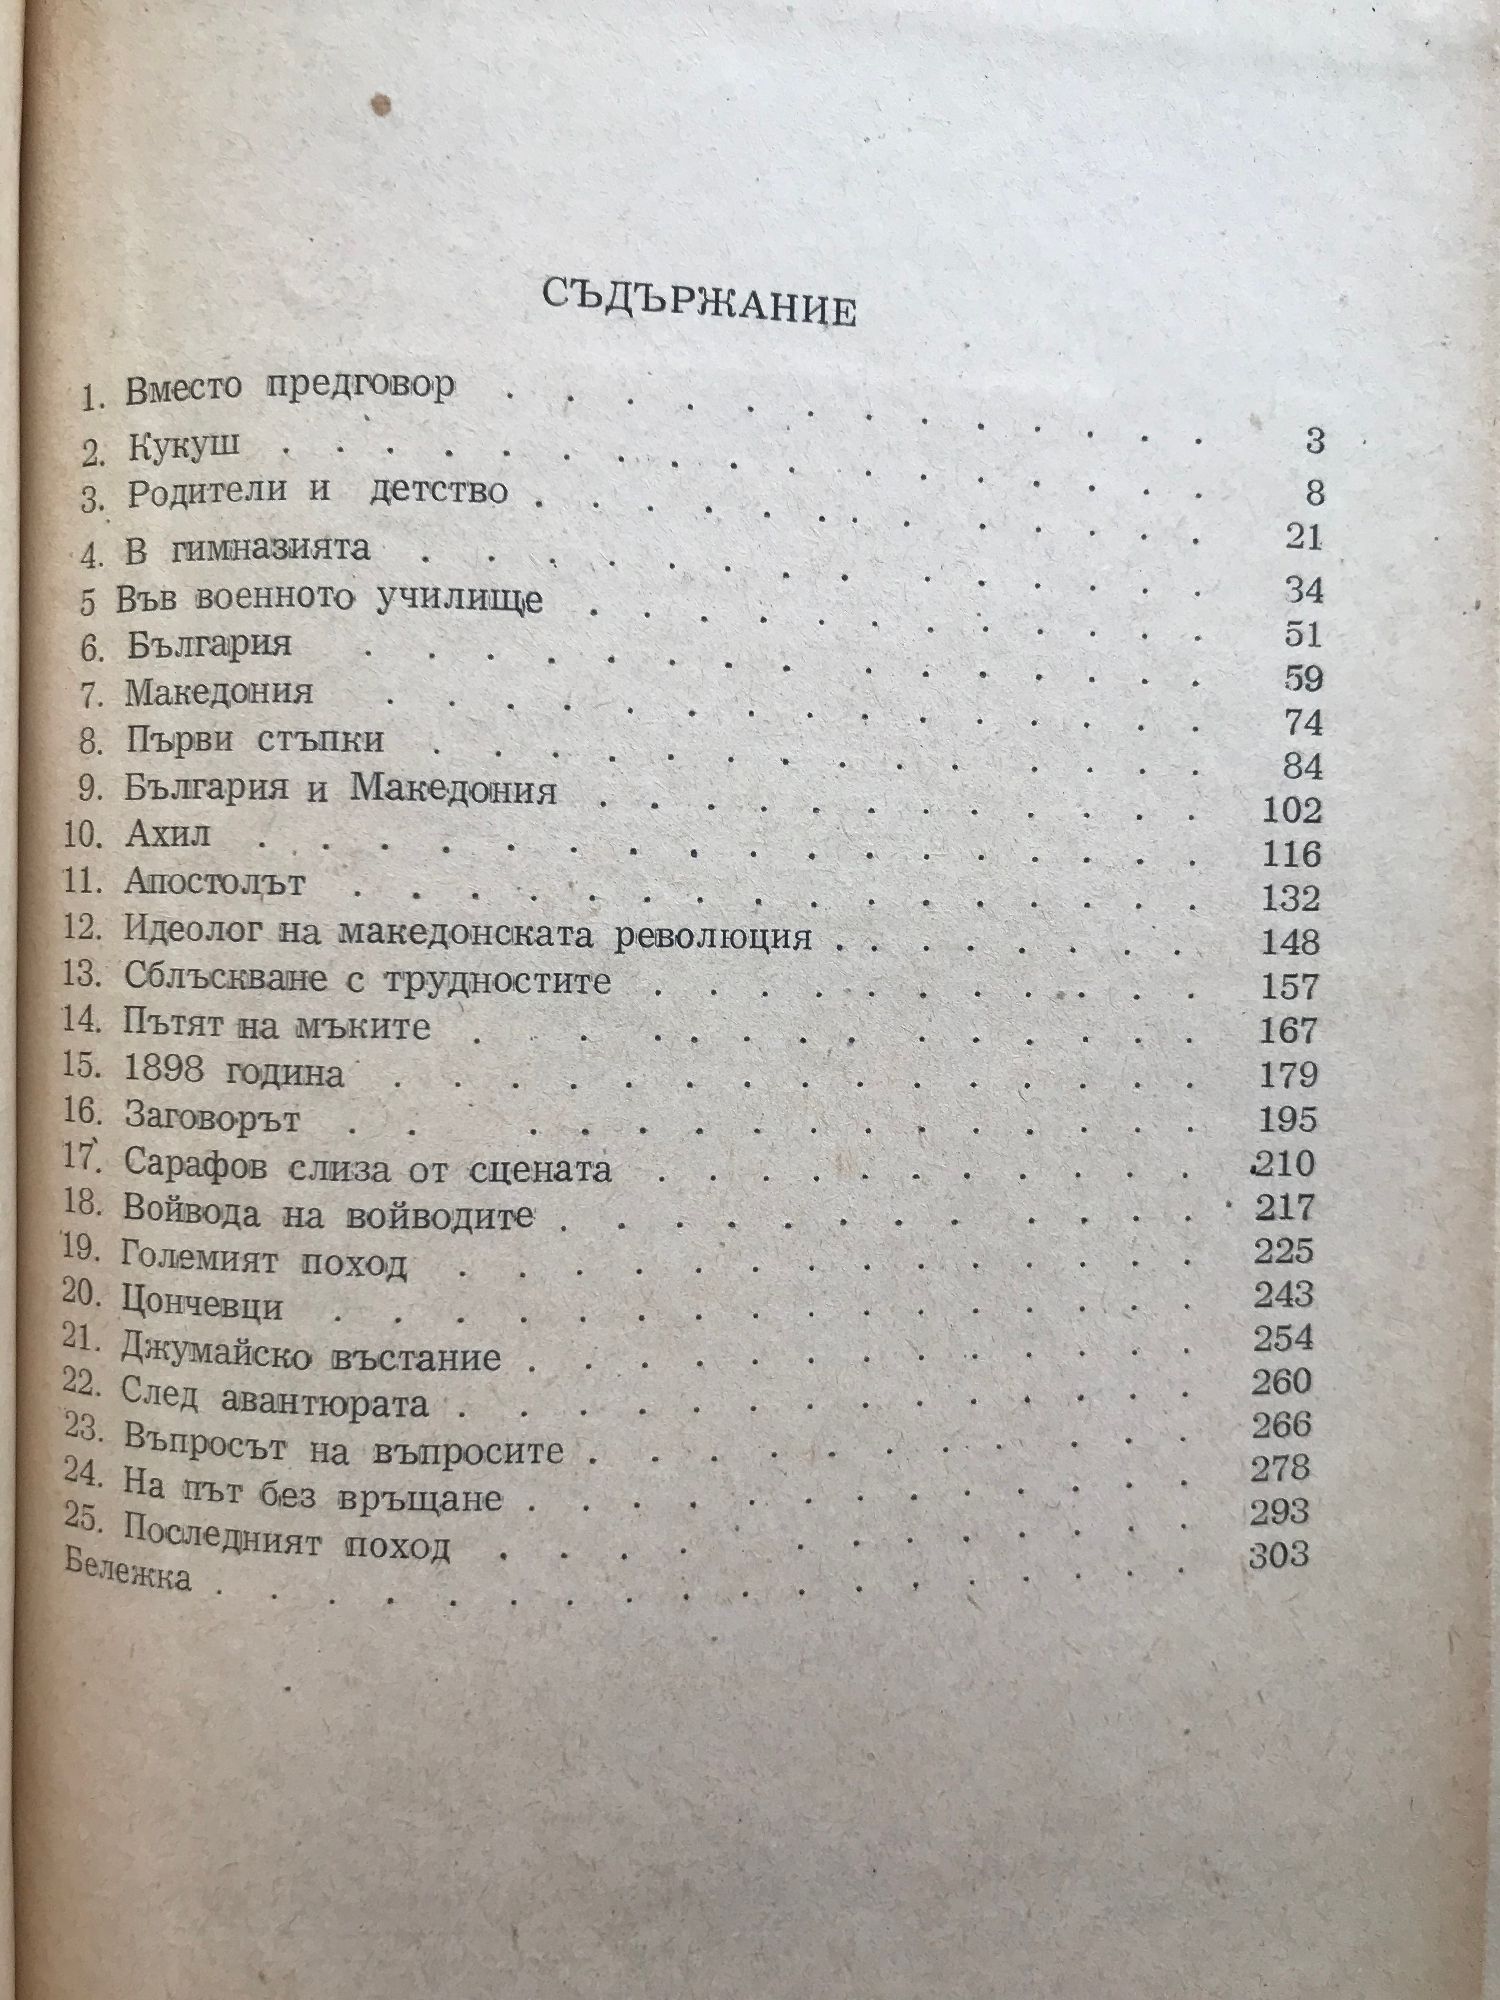 СЪДЪРЖАНИЕ
1. Вместо предговор . . . . . . . . . . . . 3
2. Кукуш . . . . . . . . . . . . . . . . 8
3. Родители и детство . . . . . . . . . . . . 21
4. В гимназията . . . . . . . . . . . . . 34
5 Във военното училище . . . . . . . . . . . 51
6. България . . . . . . . . . . . . . . . 59
7. Македония . . . . . . . . . . . . . . 74
8. Първи стъпки . . . . . . . . . . . . . 84
9. България и Македония . . . . . . . . . . . 102
10. Ахил . . . . . . . . . . . . . . . . 116
11. Апостолът . . . . . . . . . . . . . . . 132
12. Идеолог на македонската революция . . . . . . . 148
13. Сблъскване с трудностите . . . . . . . . . . 157
14. Пътят на мъките . . . . . . . . . . . . 167
15. 1898 година . . . . . . . . . . . . . . 179
16. Заговорът . . . . . . . . . . . . . . 195
17. Сарафов слиза от сцената . . . . . . . . . . 210
18. Войвода на войводите . . . . . . . . . . . 217
19. Големият поход . . . . . . . . . . . . . 225
20. Цончевци . . . . . . . . . . . . . . . 243
21. Джумайско въстание . . . . . . . . . . . . 254
22. След авантюрата . . . . . . . . . . . . . 260
23. Въпросът на въпросите . . . . . . . . . . . 266
24. На път без връщане . . . . . . . . . . . . 278
25. Последният поход . . . . . . . . . . . . 293
Бележка . . . . . . . . . . . . . . . . . 303